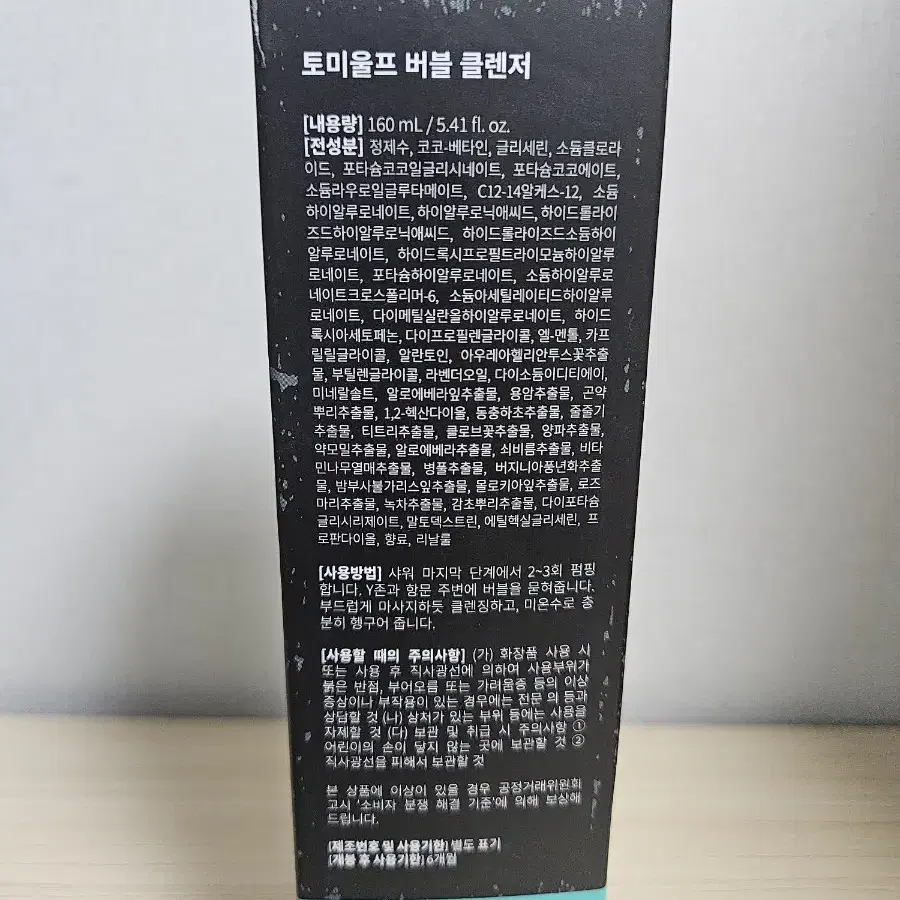 토미울프 버블 클렌저
[내용량] 160 mL / 5.41 fl. oz.
[전성분] 정제수, 코코-베타인, 글리세린, 소듐클로라
이드, 포타슘코코일글리시네이트, 포타슘코코에이트,
소듐라우로일글루타메이트, C12-14알케스-12, 소듐
하이알루로네이트, 하이알루로닉애씨드, 하이드롤라이
즈드하이알루로닉애씨드, 하이드롤라이즈드소듐하이
알루로네이트, 하이드록시프로필트라이모늄하이알루
로네이트, 포타슘하이알루로네이트, 소듐하이알루로
네이트크로스폴리머-6, 소듐아세틸레이티드하이알루
로네이트, 다이메틸실란올하이알루로네이트, 하이드
록시아세토페논, 다이프로필렌글라이콜, 엘-멘톨, 카프
릴릴글라이콜, 알란토인, 아우레아헬리안투스꽃추출
물, 부틸렌글라이콜, 라벤더오일, 다이소듐이디티에이,
미네랄솔트, 알로에베라잎추출물, 용암추출물, 곤약
뿌리추출물, 1,2-헥산다이올, 동충하초추출물, 줄줄기
추출물, 티트리추출물, 클로브꽃추출물, 양파추출물,
약모밀추출물, 알로에베라추출물, 쇠비름추출물, 비타
민나무열매추출물, 병풀추출물, 버지니아풍년화추출
물, 밤부사불가리스잎추출물, 몰로키아잎추출물, 로즈
마리추출물, 녹차추출물, 감초뿌리추출물, 다이포타슘
글리시리제이트, 말토덱스트린, 에틸헥실글리세린, 프
로판다이올, 향료, 리날룰
[사용방법] 샤워 마지막 단계에서 2~3회 펌핑
합니다. Y존과 항문 주변에 버블을 묻혀줍니다.
부드럽게 마사지하듯 클렌징하고, 미온수로 충
분히 헹구어 줍니다.
[사용할 때의 주의사항] (가) 화장품 사용 시
또는 사용 후 직사광선에 의하여 사용부위가
붉은 반점, 부어오름 또는 가려움증 등의 이상
증상이나 부작용이 있는 경우에는 전문 의 등과
상담할 것 (나) 상처가 있는 부위 등에는 사용을
자제할 것 (다) 보관 및 취급 시 주의사항 ①
어린이의 손이 닿지 않는 곳에 보관할 것 ②
직사광선을 피해서 보관할 것
본 상품에 이상이 있을 경우 공정거래위원회
고시 '소비자 분쟁 해결 기준'에 의해 보상해
드립니다.
[제조번호 및 사용기한] 별도 표기
[개봉 후 사용기한] 6개월